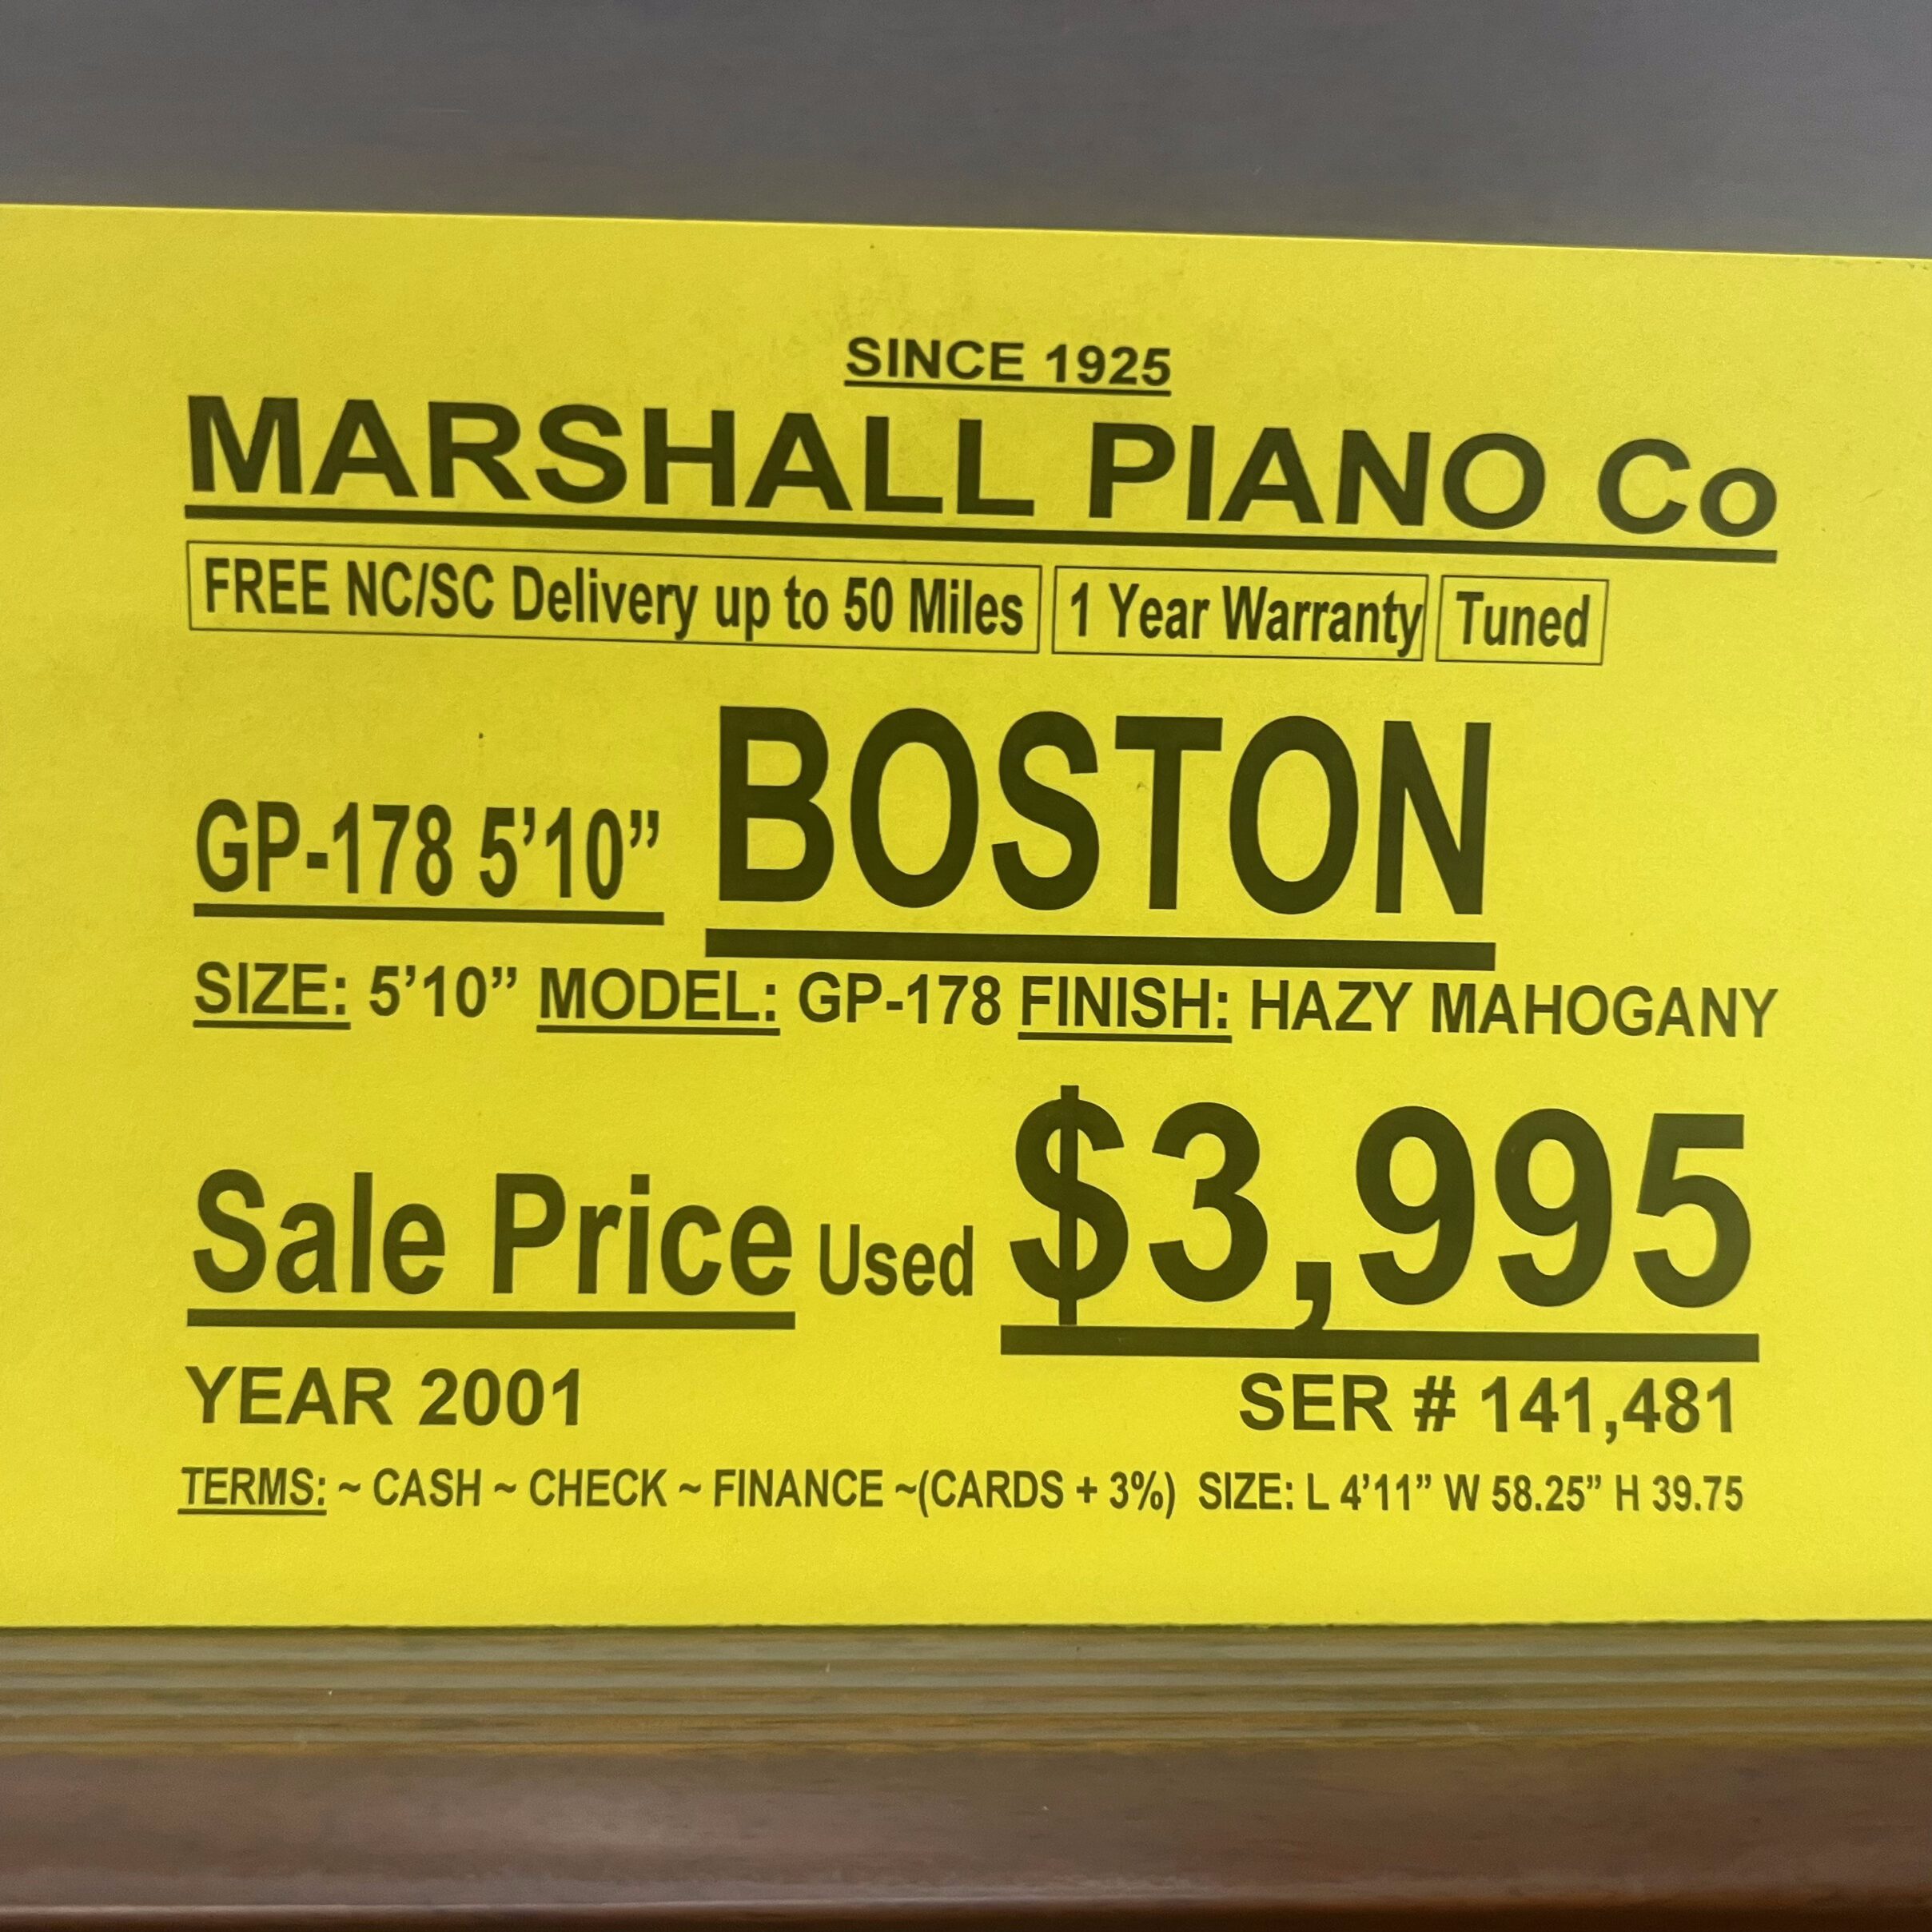 SINCE 1925
MARSHALL PIANO Co
FREE NC/SC Delivery up to 50 Miles 1 Year Warranty Tuned
GP-178 5’10” BOSTON
SIZE: 5’10” MODEL: GP-178 FINISH: HAZY MAHOGANY
Sale Price Used $3,995
YEAR 2001 SER # 141,481
TERMS: ~ CASH ~ CHECK ~ FINANCE ~(CARDS + 3%) SIZE: L 4’11” W 58.25” H 39.75